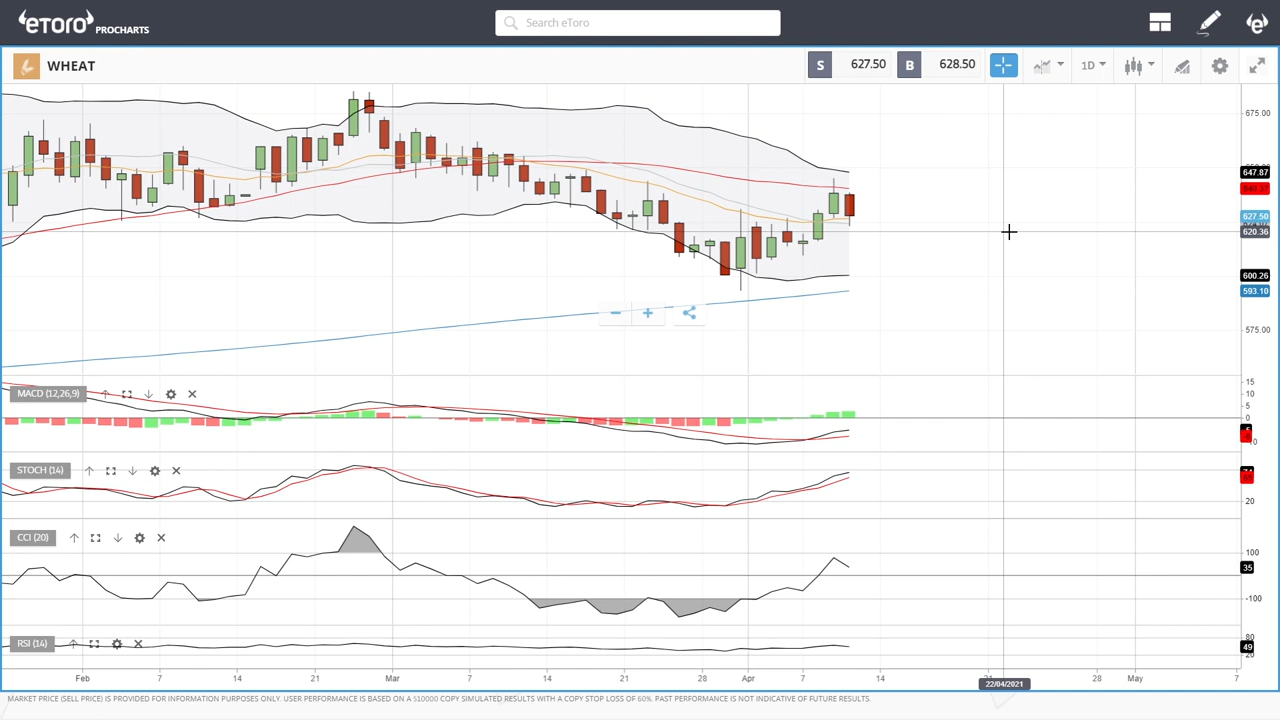 eToro PROCHARTS
Search eToro
WHEAT
S 627.50 B 628.50
1D
675.00
647.87
627.50
620.36
600.26
593.10
575.00
MACD (12,26,9)
15
10
5
0
STOCH (14)
20
CCI (20)
100
35
-100
RSI (14)
80
49
20
Feb 7 14 21 Mar 7 14 21 28 Apr 7 14 28 May 7
22/04/2021
MARKET PRICE (SELL PRICE) IS PROVIDED FOR INFORMATION PURPOSES ONLY. USER PERFORMANCE IS BASED ON A $10000 COPY SIMULATED RESULTS WITH A COPY STOP LOSS OF 60%. PAST PERFORMANCE IS NOT INDICATIVE OF FUTURE RESULTS.